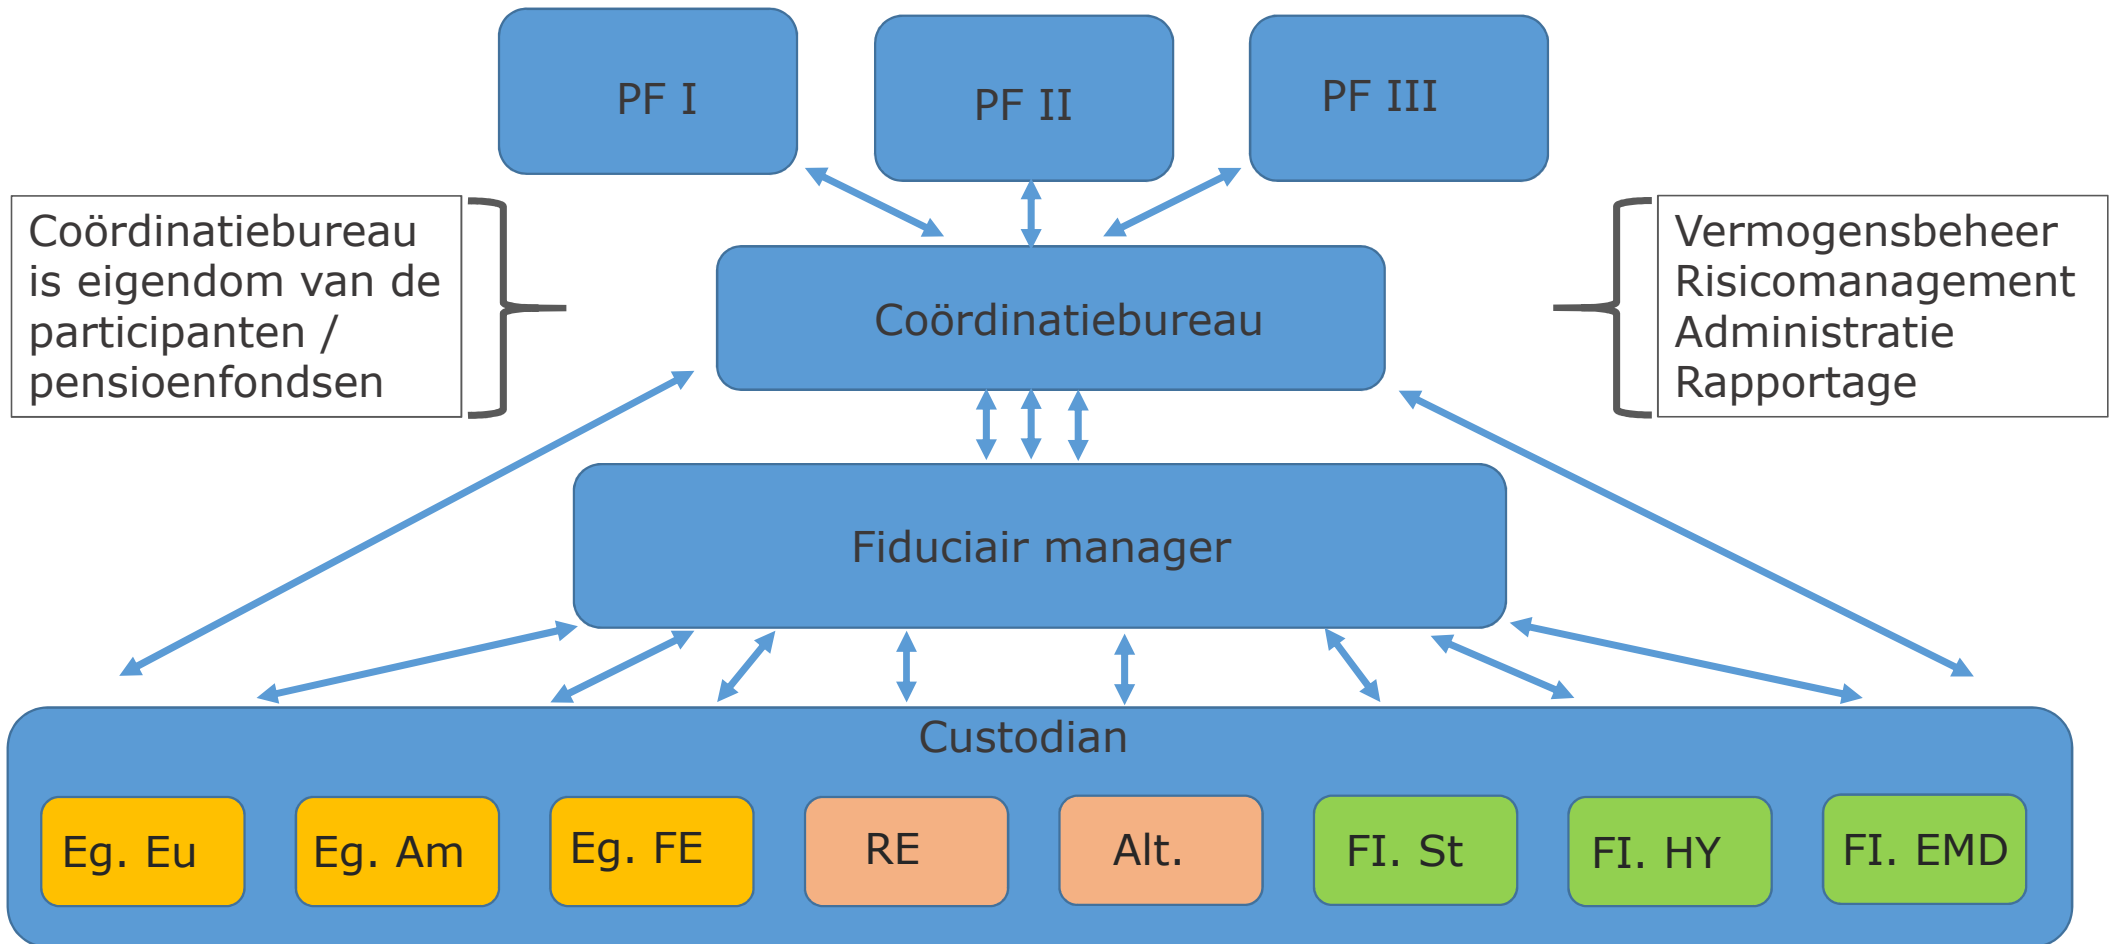 PF I
PF II
PF III
Coördinatiebureau
is eigendom van de
participanten /
pensioenfondsen
Vermogensbeheer
Risicomanagement
Administratie
Rapportage
Coördinatiebureau
Fiduciair manager
Custodian
Eg. Eu
Eg. Am
Eg. FE
RE
Alt.
FI. St
FI. HY
FI. EMD